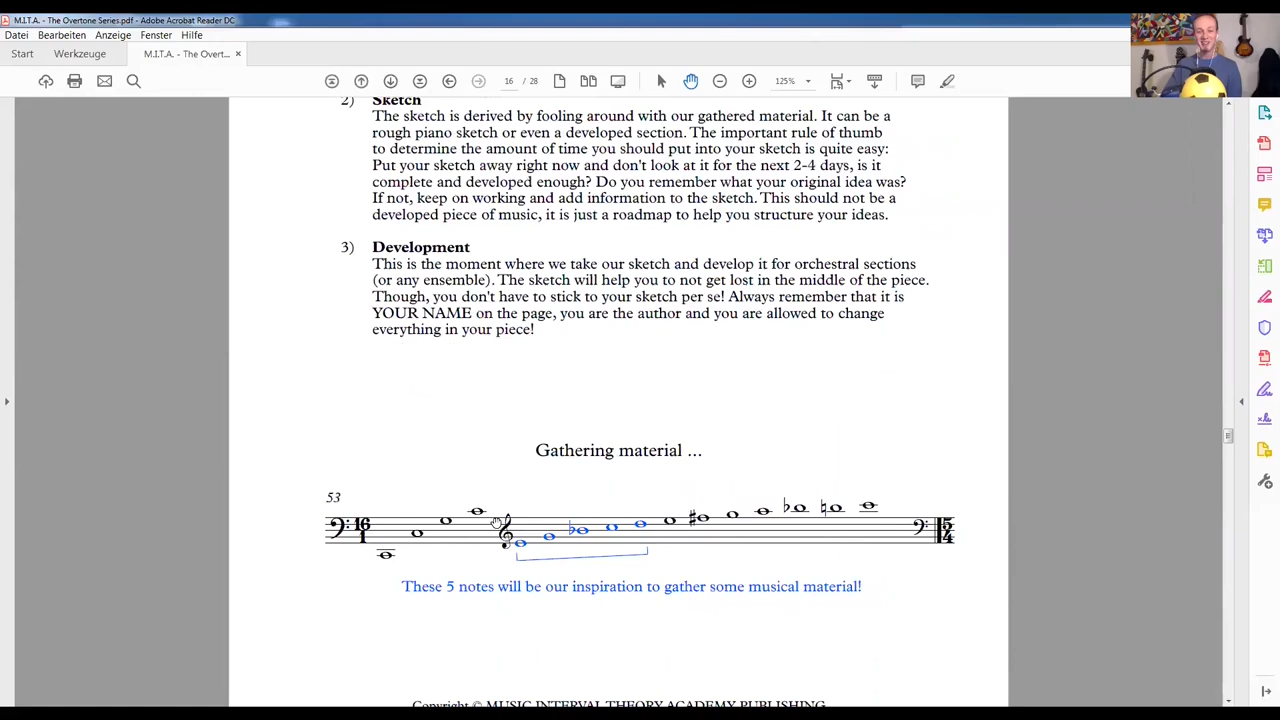 M.I.T.A. - The Overtone Series.pdf - Adobe Acrobat Reader DC
Datei Bearbeiten Anzeige Fenster Hilfe
Start Werkzeuge M.I.T.A. - The Overt... ×
16 / 28 125%
2) Sketch
The sketch is derived by fooling around with our gathered material. It can be a
rough piano sketch or even a developed section. The important rule of thumb
to determine the amount of time you should put into your sketch is quite easy:
Put your sketch away right now and don't look at it for the next 2-4 days, is it
complete and developed enough? Do you remember what your original idea was?
If not, keep on working and add information to the sketch. This should not be a
developed piece of music, it is just a roadmap to help you structure your ideas.
3) Development
This is the moment where we take our sketch and develop it for orchestral sections
(or any ensemble). The sketch will help you to not get lost in the middle of the piece.
Though, you don't have to stick to your sketch per se! Always remember that it is
YOUR NAME on the page, you are the author and you are allowed to change
everything in your piece!
Gathering material ...
53
16
1
5
4
These 5 notes will be our inspiration to gather some musical material!
Copyright © MUSIC INTERVAL THEORY ACADEMY PUBLISHING